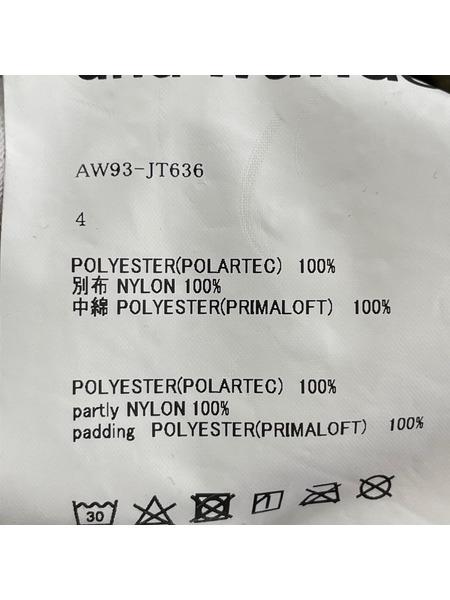 AW93-JT636
4
POLYESTER(POLARTEC) 100%
別布 NYLON 100%
中綿 POLYESTER(PRIMALOFT) 100%
POLYESTER(POLARTEC) 100%
partly NYLON 100%
padding POLYESTER(PRIMALOFT) 100%
30 1